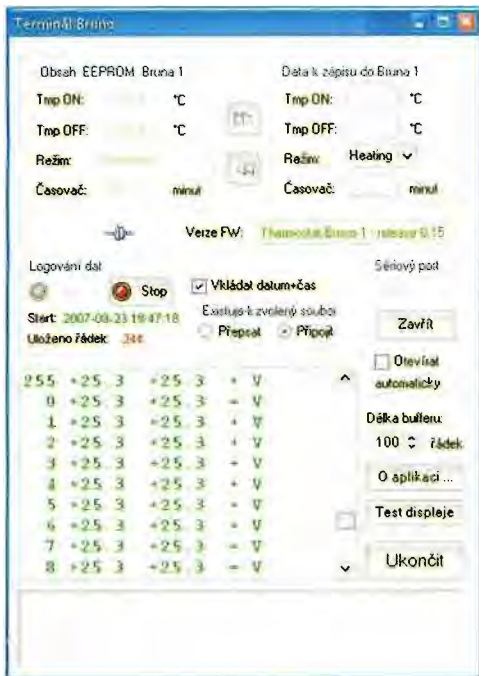 Terminál Bruna
Obsah EEPROM Bruna 1
Data k zápisu do Bruna 1
Tmp ON: °C
Tmp ON: °C
Tmp OFF: °C
Tmp OFF: °C
Režim:
Režim: Heating
Časovač: minut
Časovač: minut
Verze FW: Thermostat Bruna 1 release 0.15
Logování dat
Sériový port
Stop
Vkládat datum+čas
Start: 2007-08-23 19:47:18
Existuje-li zvolený soubor
Zavřít
Uloženo řádek: 244
Přepsat
Připojit
Otevírat
automaticky
255 +25.3 +25.3 + V
0 +25.3 +25.3 = V
1 +25.3 +25.3 + V
2 +25.3 +25.3 + V
3 +25.3 +25.3 + V
4 +25.3 +25.3 + V
5 +25.3 +25.3 = V
6 +25.3 +25.3 = V
7 +25.3 +25.3 = V
8 +25.3 +25.3 = V
Délka bufferu:
100 řádek
O aplikaci ...
Test displeje
Ukončit